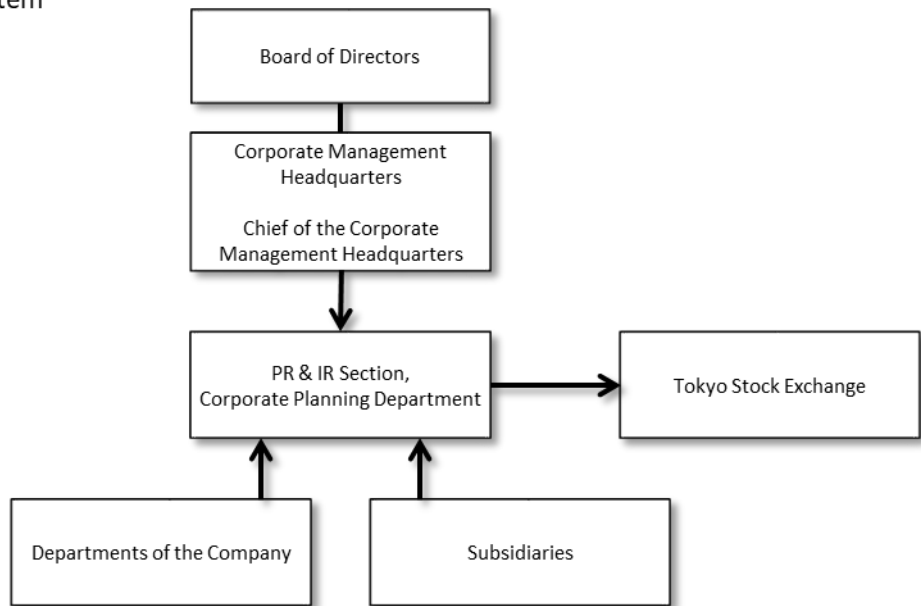 Board of Directors
Corporate Management
Headquarters
Chief of the Corporate
Management Headquarters
PR & IR Section,
Corporate Planning Department
Tokyo Stock Exchange
Departments of the Company
Subsidiaries